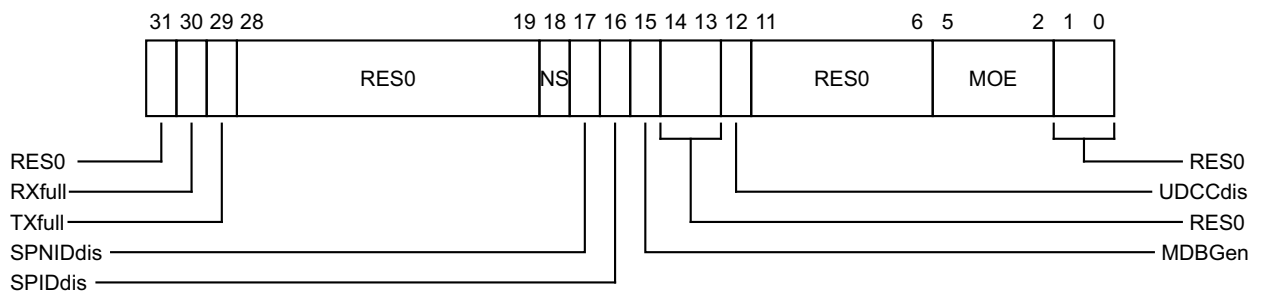 31 30 29 28 19 18 17 16 15 14 13 12 11 6 5 2 1 0
RES0 NS RES0 MOE
RES0 RES0
RXfull UDCCdis
TXfull RES0
SPNIDdis MDBGen
SPIDdis